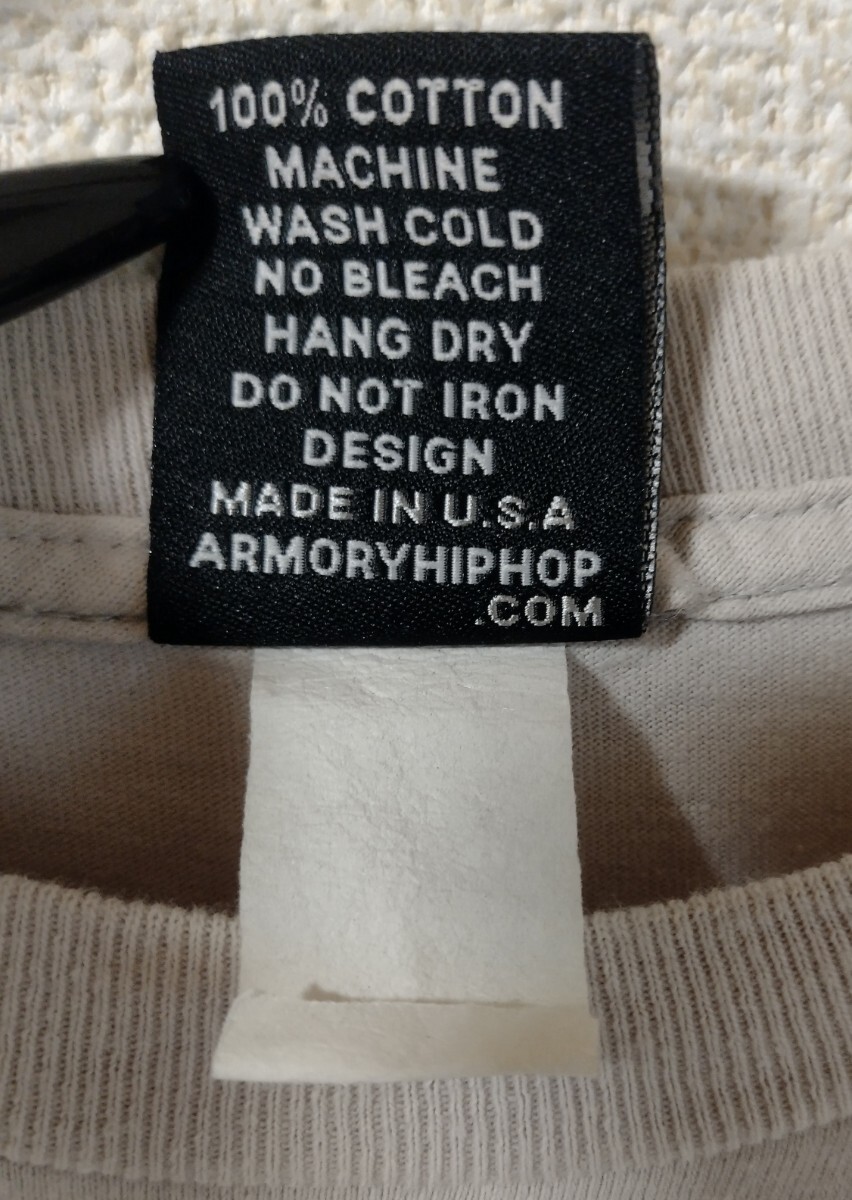 100% COTTON
MACHINE
WASH COLD
NO BLEACH
HANG DRY
DO NOT IRON
DESIGN
MADE IN U.S.A
ARMORYHIPHOP
.COM